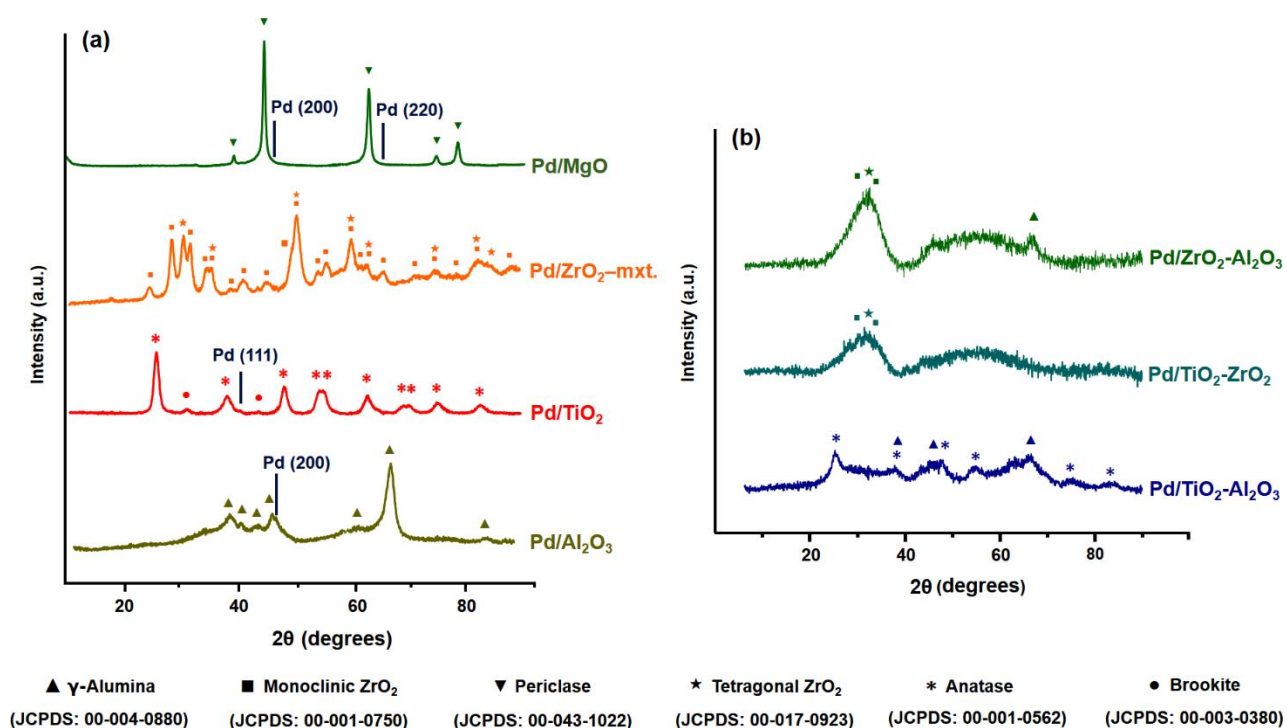 (a)
Pd (200)
Pd (220)
Pd/MgO
Pd/ZrO₂–mxt.
Pd (111)
Pd/TiO₂
Pd (200)
Pd/Al₂O₃
Intensity (a.u.)
20 40 60 80
2θ (degrees)
(b)
Pd/ZrO₂-Al₂O₃
Pd/TiO₂-ZrO₂
Pd/TiO₂-Al₂O₃
Intensity (a.u.)
20 40 60 80
2θ (degrees)
▲ γ-Alumina ■ Monoclinic ZrO₂ ▼ Periclase ★ Tetragonal ZrO₂ * Anatase ● Brookite
(JCPDS: 00-004-0880) (JCPDS: 00-001-0750) (JCPDS: 00-043-1022) (JCPDS: 00-017-0923) (JCPDS: 00-001-0562) (JCPDS: 00-003-0380)